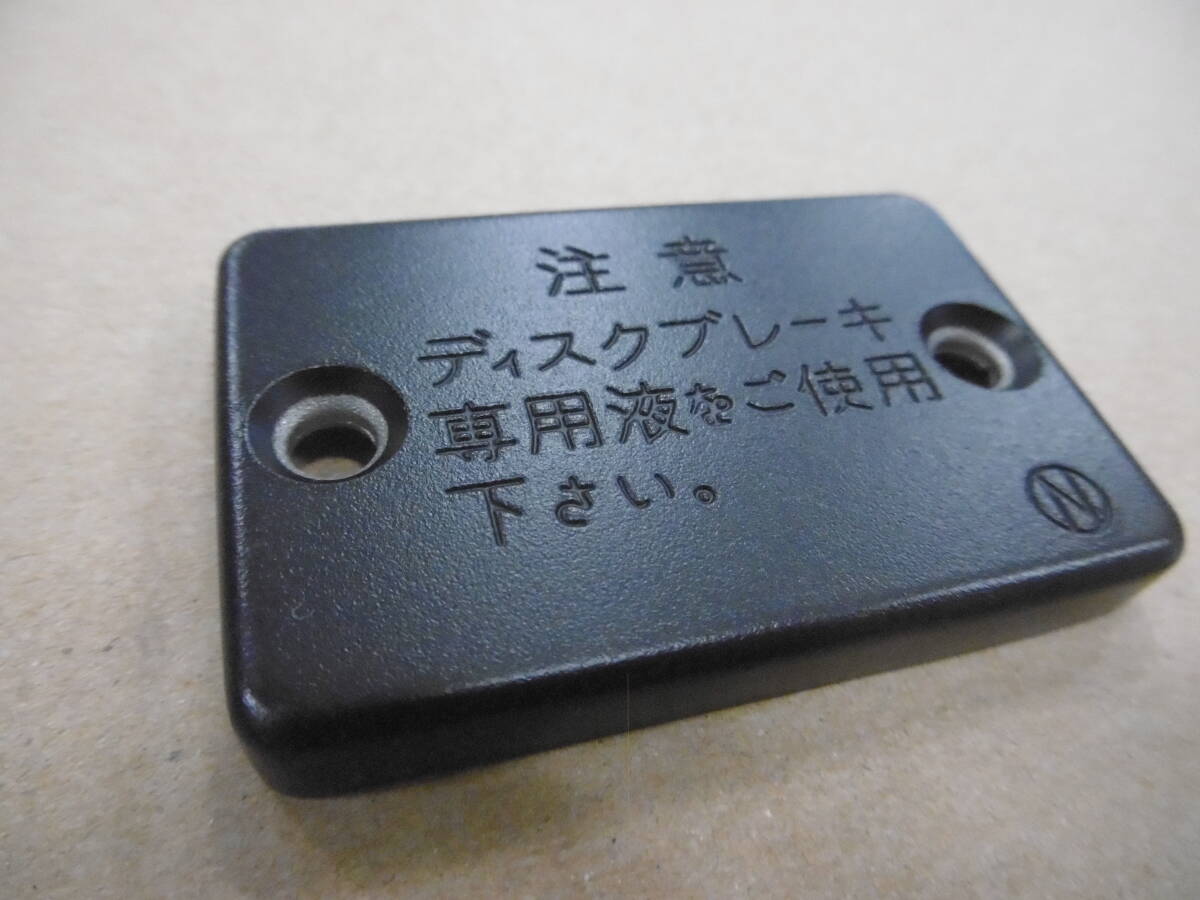 注意
ディスクブレーキ
専用液をご使用
下さい。
N